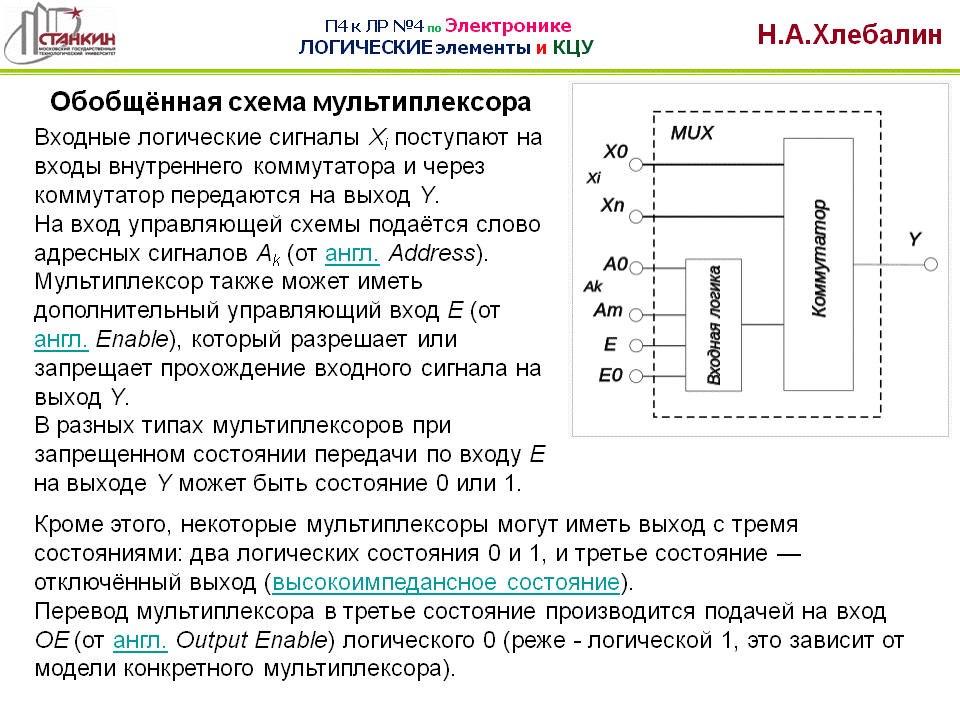 СТАНКИН
МОСКОВСКИЙ ГОСУДАРСТВЕННЫЙ
ТЕХНОЛОГИЧЕСКИЙ УНИВЕРСИТЕТ
П4 к ЛР №4 по Электронике
ЛОГИЧЕСКИЕ элементы и КЦУ
Н.А.Хлебалин
Обобщённая схема мультиплексора
Входные логические сигналы Xi поступают на
входы внутреннего коммутатора и через
коммутатор передаются на выход Y.
На вход управляющей схемы подаётся слово
адресных сигналов Ak (от англ. Address).
Мультиплексор также может иметь
дополнительный управляющий вход E (от
англ. Enable), который разрешает или
запрещает прохождение входного сигнала на
выход Y.
В разных типах мультиплексоров при
запрещенном состоянии передачи по входу E
на выходе Y может быть состояние 0 или 1.
MUX
X0
Xi
Xn
A0
Ak
Am
E
E0
Входная логика
Коммутатор
Y
Кроме этого, некоторые мультиплексоры могут иметь выход с тремя
состояниями: два логических состояния 0 и 1, и третье состояние —
отключённый выход (высокоимпедансное состояние).
Перевод мультиплексора в третье состояние производится подачей на вход
OE (от англ. Output Enable) логического 0 (реже - логической 1, это зависит от
модели конкретного мультиплексора).